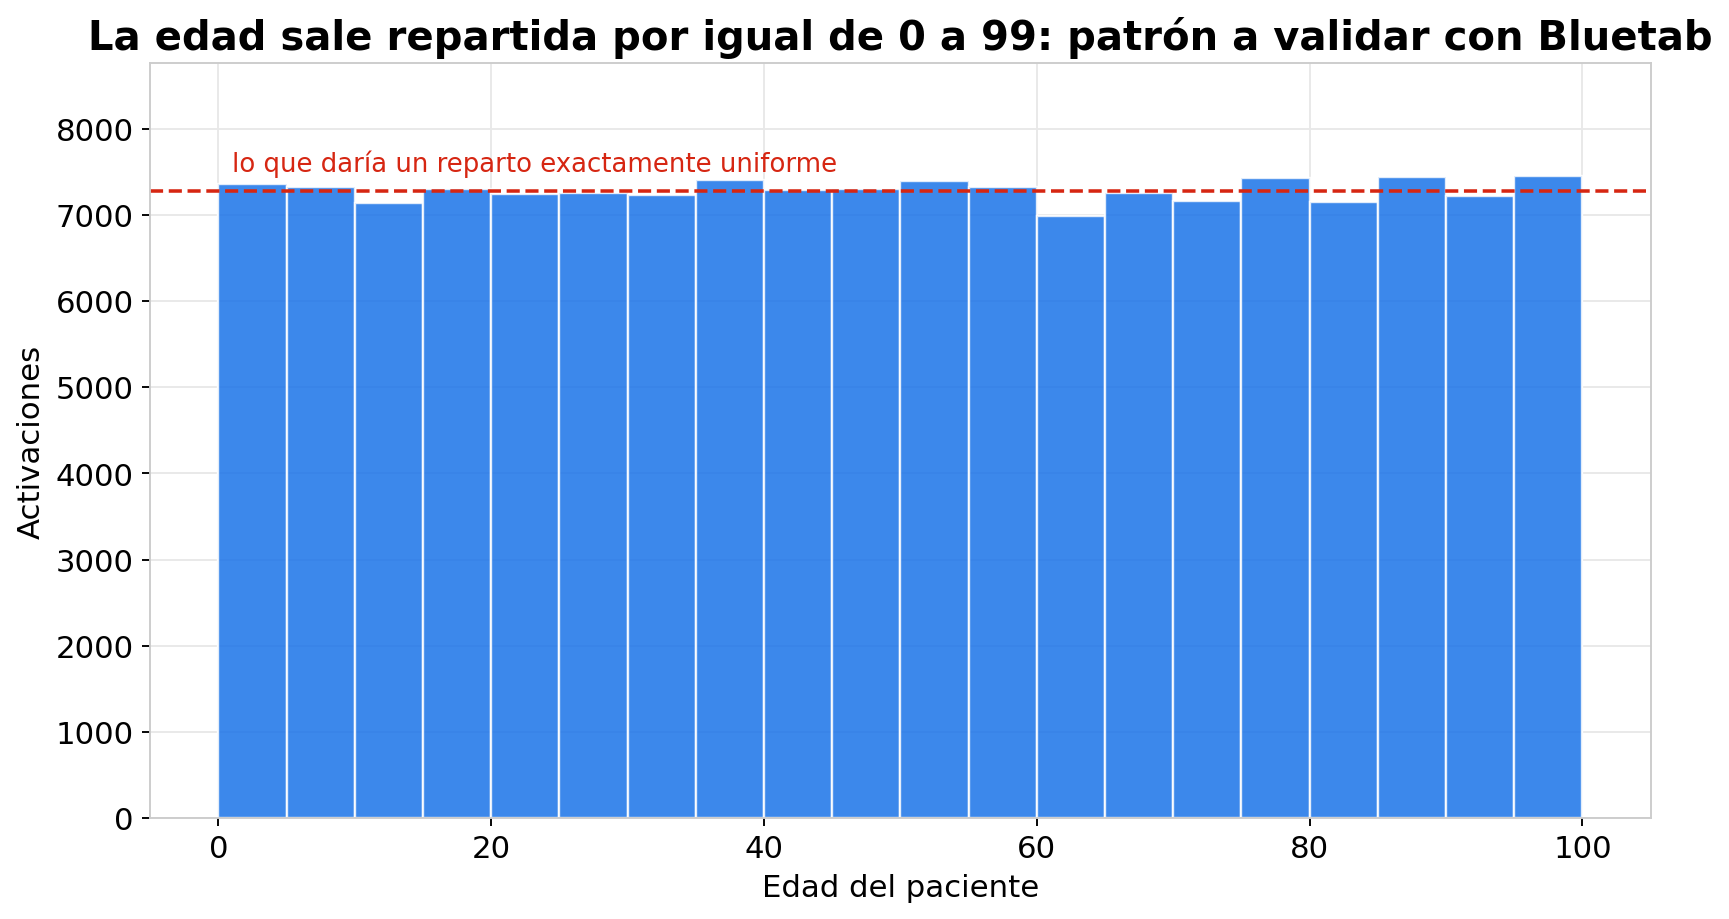 La edad sale repartida por igual de 0 a 99: patrón a validar con Bluetab
8000
lo que daría un reparto exactamente uniforme
7000
6000
5000
4000
3000
2000
1000
0
Activaciones
0 20 40 60 80 100
Edad del paciente